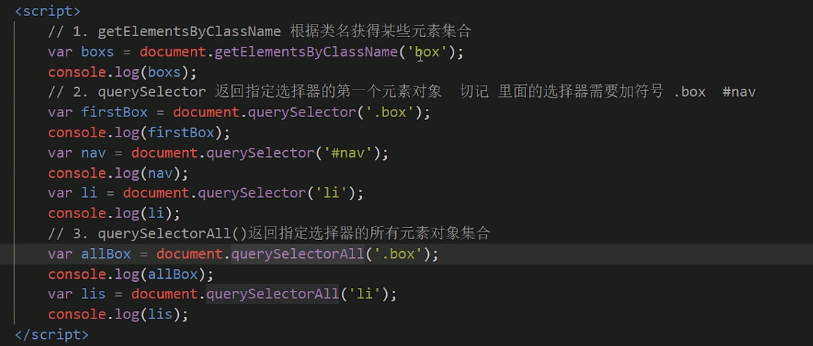 <script>
// 1. getElementsByClassName 根据类名获得某些元素集合
var boxs = document.getElementsByClassName('box');
console.log(boxs);
// 2. querySelector 返回指定选择器的第一个元素对象  切记 里面的选择器需要加符号 .box  #nav
var firstBox = document.querySelector('.box');
console.log(firstBox);
var nav = document.querySelector('#nav');
console.log(nav);
var li = document.querySelector('li');
console.log(li);
// 3. querySelectorAll()返回指定选择器的所有元素对象集合
var allBox = document.querySelectorAll('.box');
console.log(allBox);
var lis = document.querySelectorAll('li');
console.log(lis);
</script>